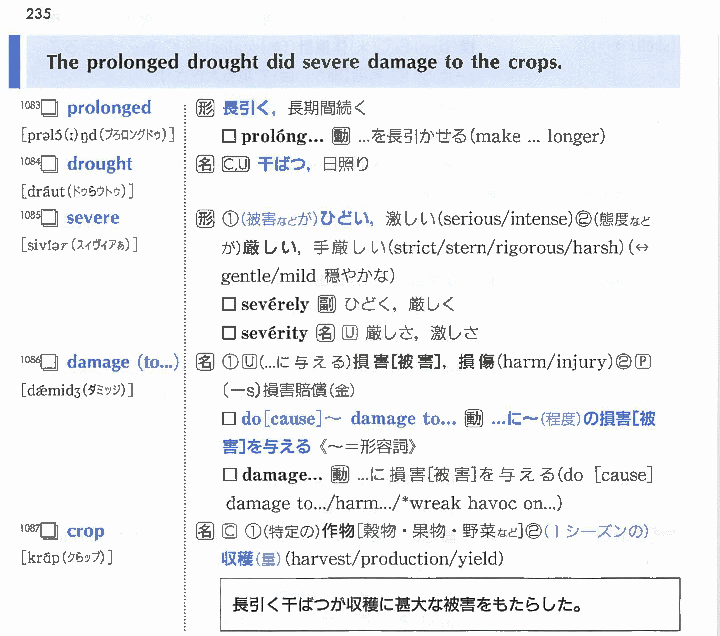 235
The prolonged drought did severe damage to the crops.
1083 prolonged
[prəlɔ́(ː)ŋd(プろロングドゥ)]
形 長引く，長期間続く
□ prolóng... 動 ...を長引かせる(make ... longer)
1084 drought
[dráut(ドゥらウトゥ)]
名 C,U 干ばつ，日照り
1085 severe
[sivíər(スィヴィアぁ)]
形 ①(被害などが)ひどい，激しい(serious/intense)②(態度など
が)厳しい，手厳しい(strict/stern/rigorous/harsh)(↔
gentle/mild 穏やかな)
□ sevérely 副 ひどく，厳しく
□ sevérity 名 U 厳しさ，激しさ
1086 damage (to...)
[dǽmidʒ(ダミッジ)]
名 ①U(...に与える)損害[被害]，損傷(harm/injury)②P
(—s)損害賠償(金)
□ do[cause]～ damage to... 動 ...に～(程度)の損害[被
害]を与える《～=形容詞》
□ damage... 動 ...に損害[被害]を与える(do [cause]
damage to.../harm.../*wreak havoc on...)
1087 crop
[kráp(クらップ)]
名 C ①(特定の)作物[穀物・果物・野菜など]②(1シーズンの)
収穫(量)(harvest/production/yield)
長引く干ばつが収穫に甚大な被害をもたらした。